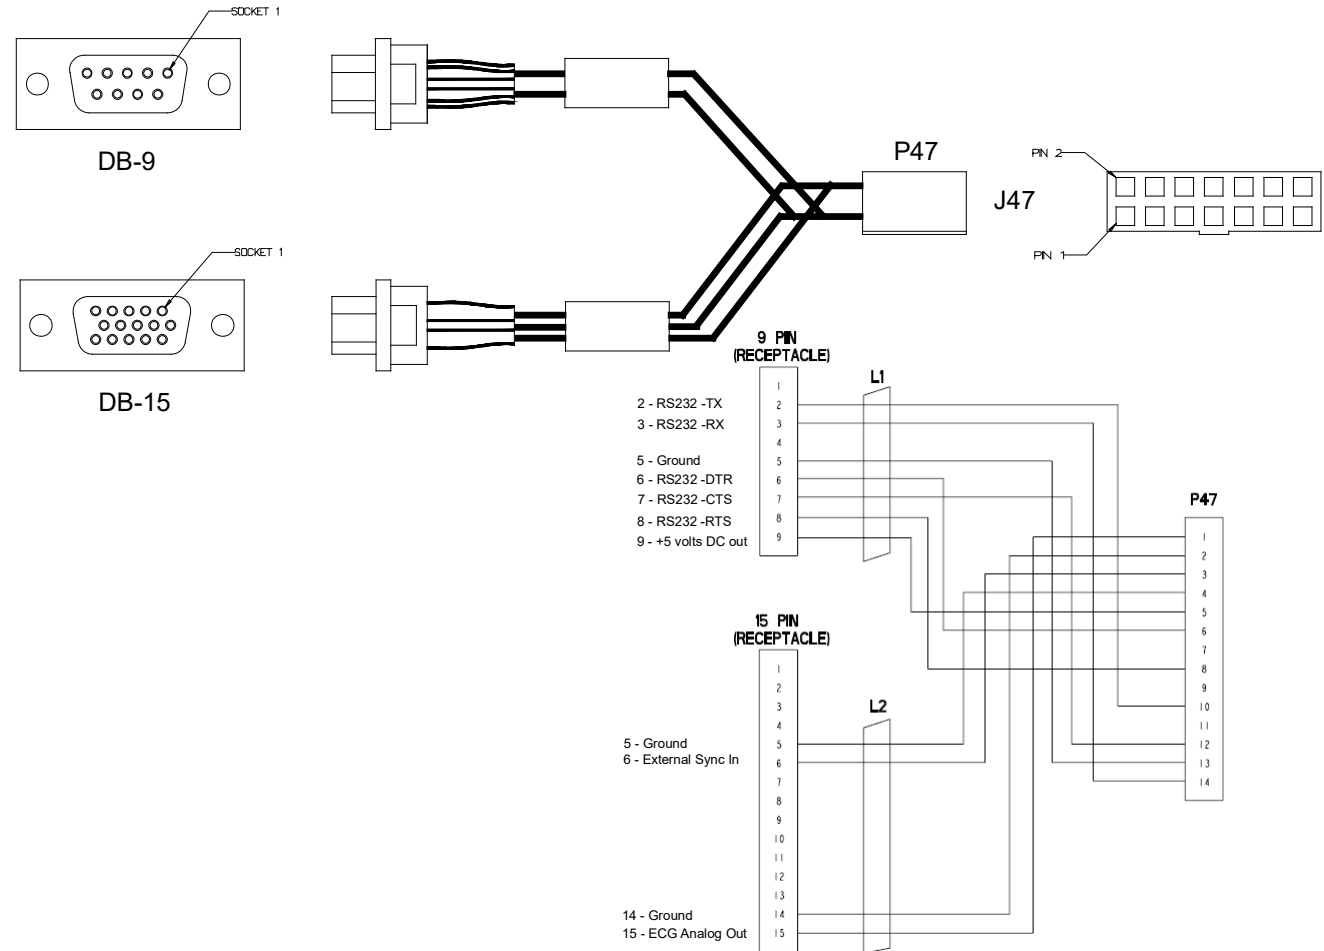 SOCKET 1
DB-9
P47
PIN 2
J47
PIN 1
SOCKET 1
DB-15
9 PIN
(RECEPTACLE)
L1
1
2 - RS232 -TX 2
3 - RS232 -RX 3
4
5 - Ground 5
6 - RS232 -DTR 6
7 - RS232 -CTS 7
8 - RS232 -RTS 8
9 - +5 volts DC out 9
P47
1
2
3
4
5
6
7
8
9
10
11
12
13
14
15 PIN
(RECEPTACLE)
L2
1
2
3
4
5 - Ground 5
6 - External Sync In 6
7
8
9
10
11
12
13
14 - Ground 14
15 - ECG Analog Out 15